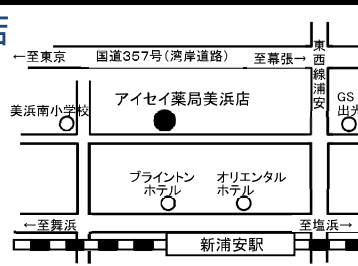 店
←至東京
国道357号(湾岸道路)
至幕張→
東西線浦安
美浜南小学校
アイセイ薬局美浜店
GS
出光
ブライントン
ホテル
オリエンタル
ホテル
←至舞浜
至塩浜→
新浦安駅